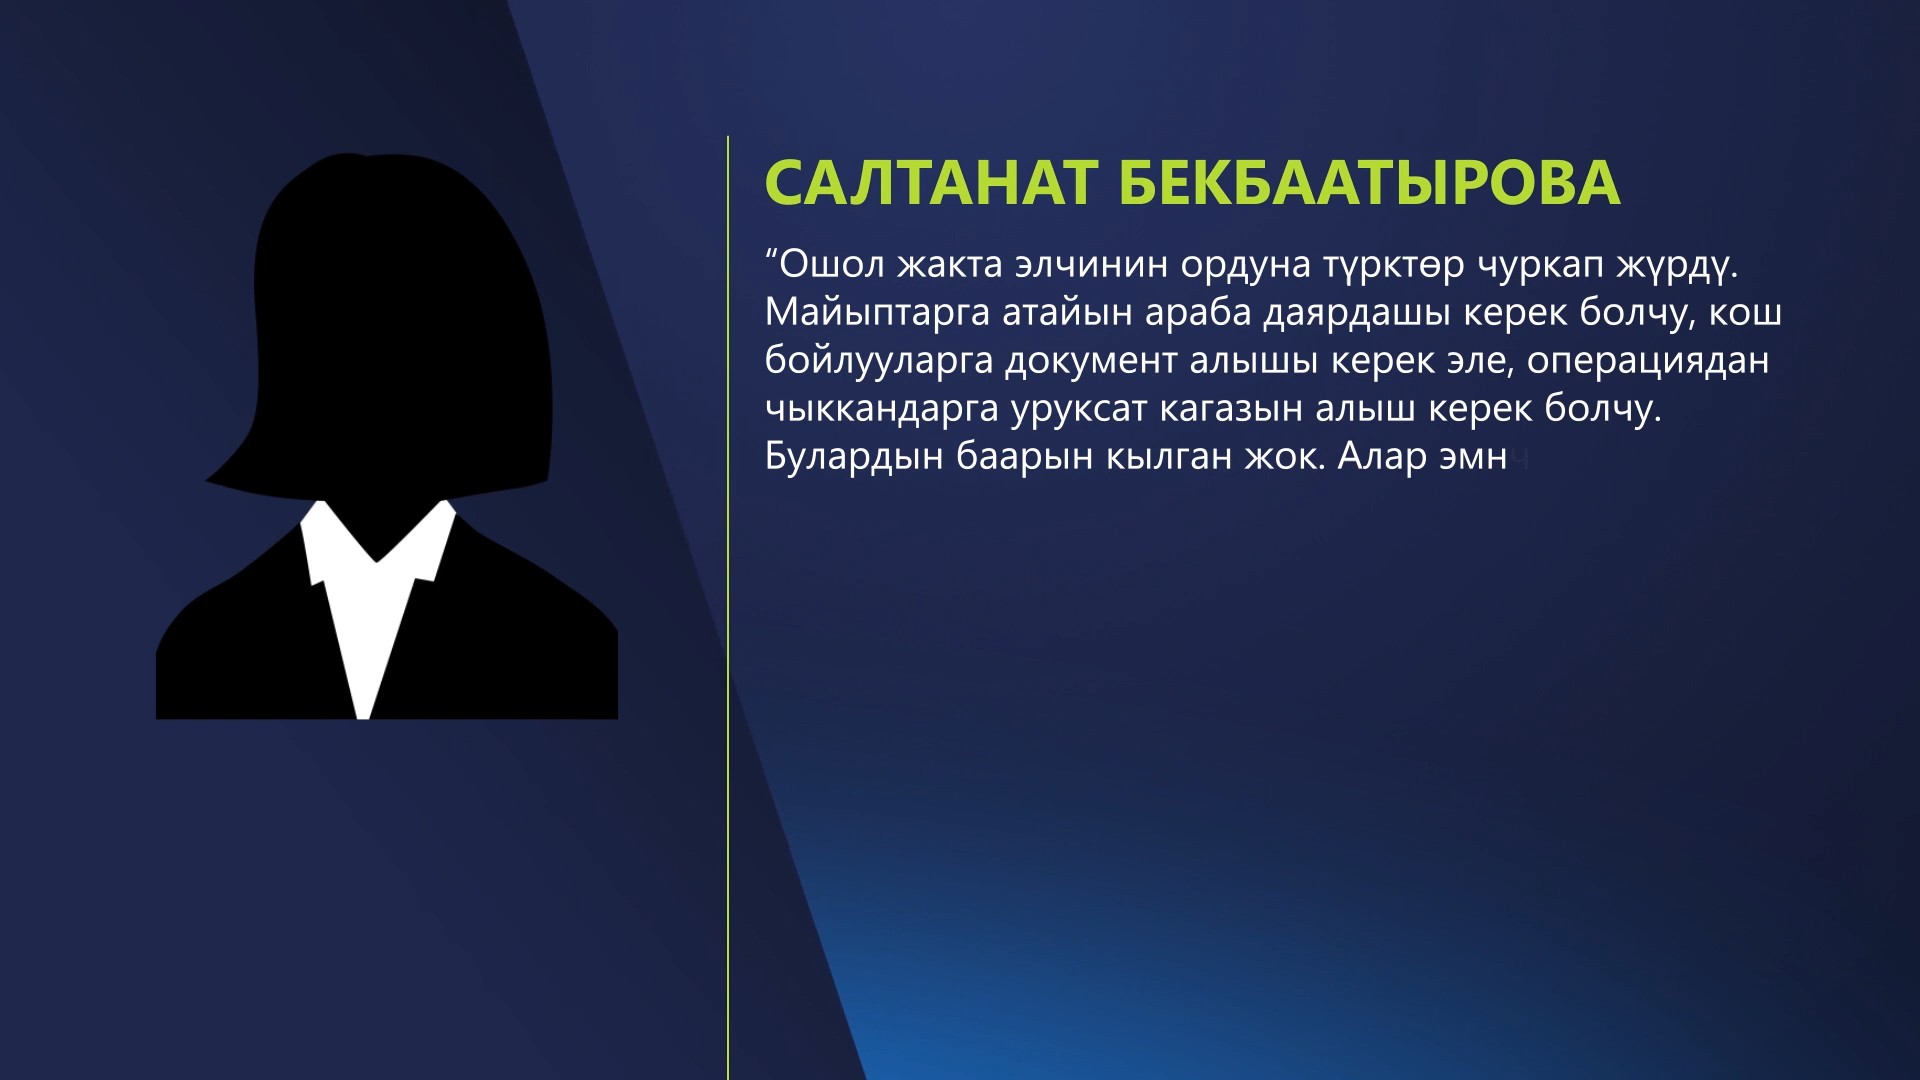 САЛТАНАТ БЕКБААТЫРОВА
“Ошол жакта элчинин ордуна түрктөр чуркап жүрдү.
Майыптарга атайын араба даярдашы керек болчу, кош
бойлууларга документ алышы керек эле, операциядан
чыккандарга уруксат кагазын алыш керек болчу.
Булардын баарын кылган жок. Алар эмнч